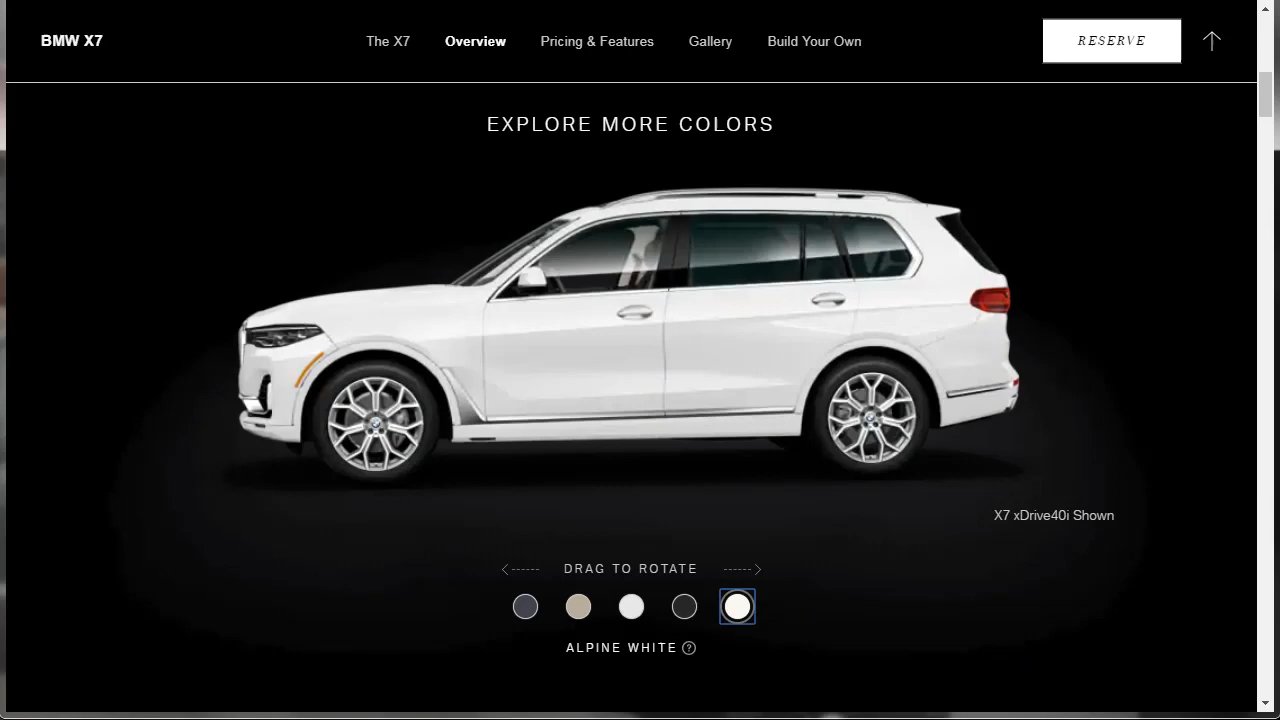 BMW X7
The X7
Overview
Pricing & Features
Gallery
Build Your Own
RESERVE
EXPLORE MORE COLORS
X7 xDrive40i Shown
DRAG TO ROTATE
ALPINE WHITE ?